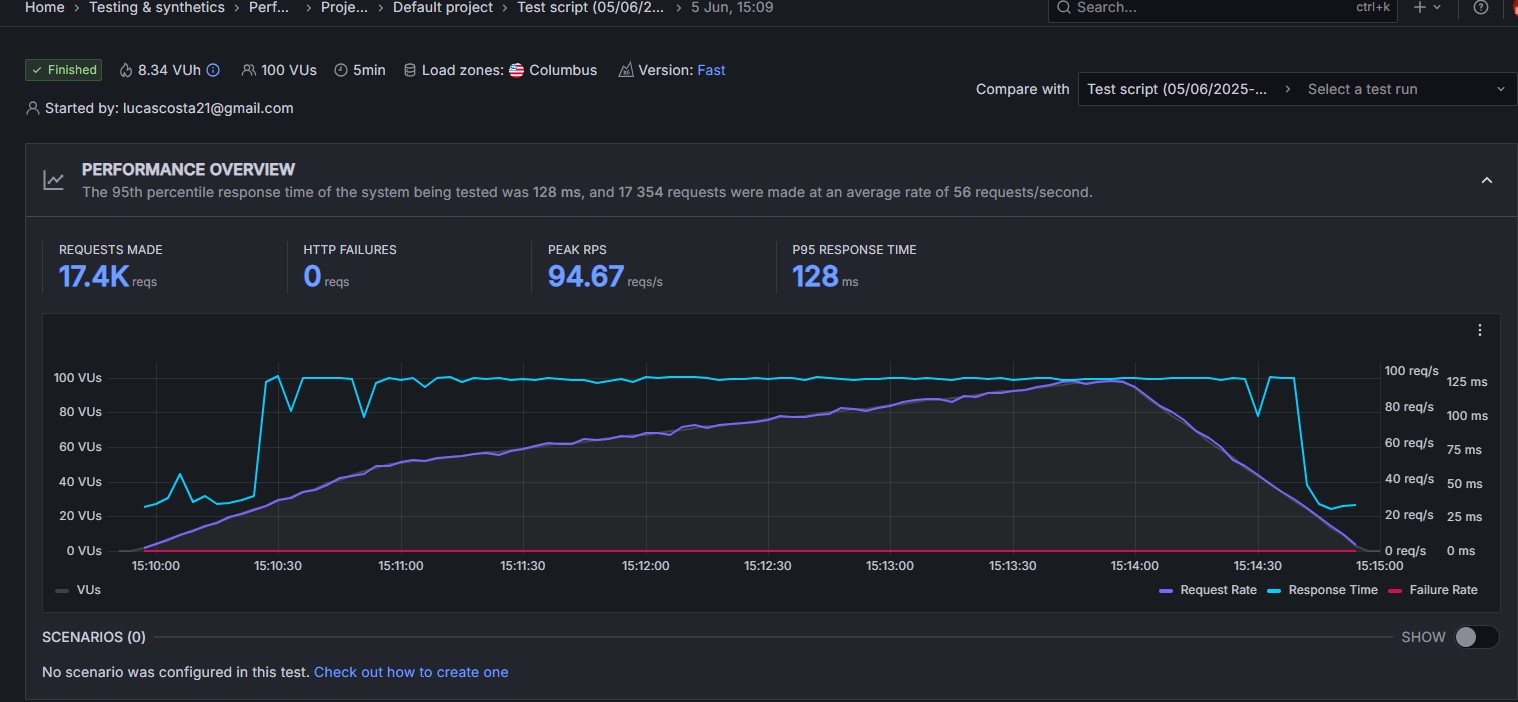 Home > Testing & synthetics > Perf... > Proje... > Default project > Test script (05/06/2... > 5 Jun, 15:09
Search... ctrl+k
Finished 8.34 VUh 100 VUs 5min Load zones: Columbus Version: Fast
Compare with Test script (05/06/2025-... > Select a test run
Started by: lucascosta21@gmail.com
PERFORMANCE OVERVIEW
The 95th percentile response time of the system being tested was 128 ms, and 17 354 requests were made at an average rate of 56 requests/second.
REQUESTS MADE
17.4K reqs
HTTP FAILURES
0 reqs
PEAK RPS
94.67 reqs/s
P95 RESPONSE TIME
128 ms
100 VUs
80 VUs
60 VUs
40 VUs
20 VUs
0 VUs
100 req/s
80 req/s
60 req/s
40 req/s
20 req/s
0 req/s
125 ms
100 ms
75 ms
50 ms
25 ms
0 ms
15:10:00 15:10:30 15:11:00 15:11:30 15:12:00 15:12:30 15:13:00 15:13:30 15:14:00 15:14:30 15:15:00
VUs
Request Rate Response Time Failure Rate
SCENARIOS (0)
SHOW
No scenario was configured in this test. Check out how to create one